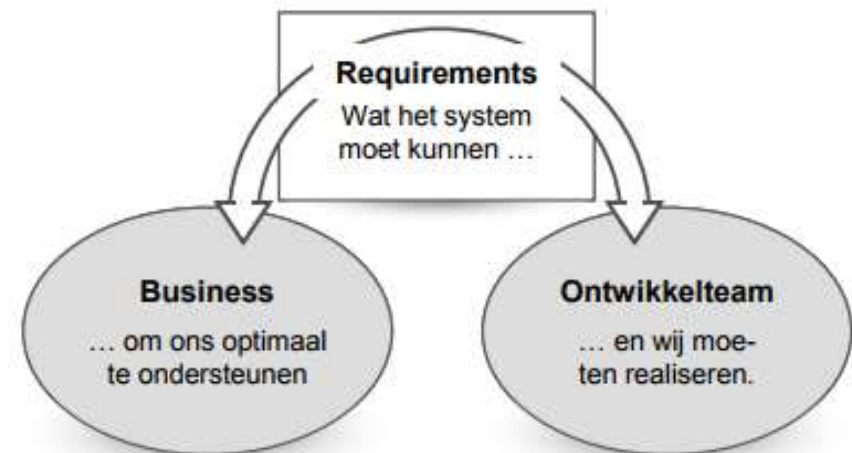 Requirements
Wat het system
moet kunnen …
Business
… om ons optimaal
te ondersteunen
Ontwikkelteam
… en wij moe-
ten realiseren.